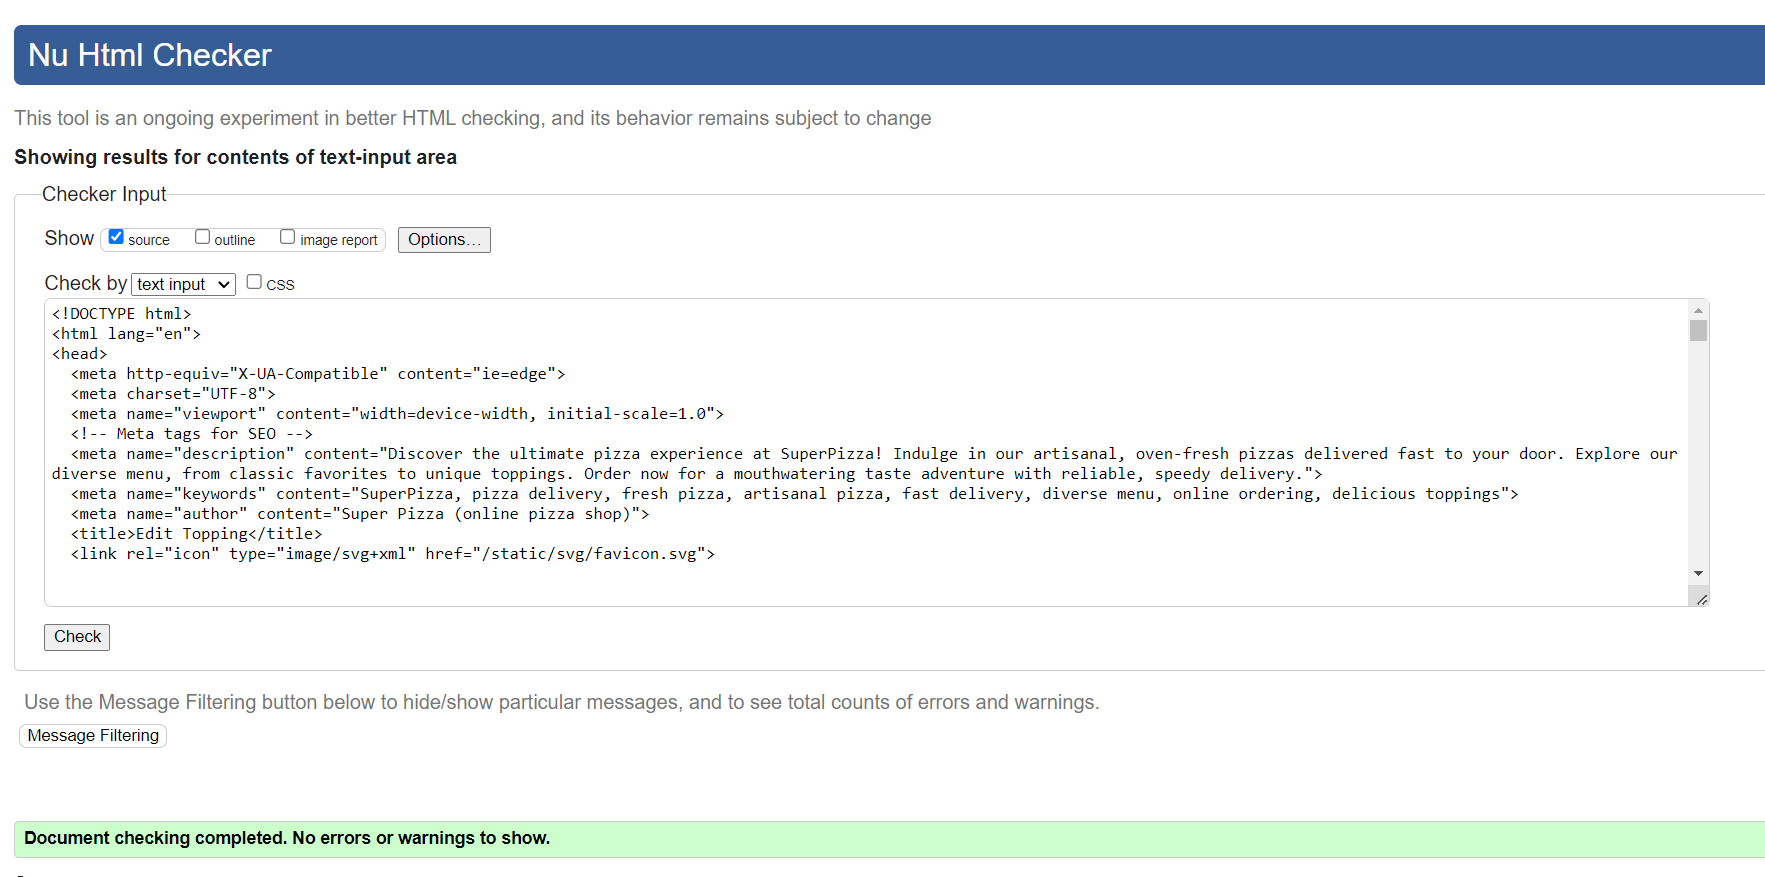 Nu Html Checker
This tool is an ongoing experiment in better HTML checking, and its behavior remains subject to change
Showing results for contents of text-input area
Checker Input
Show source outline image report Options...
Check by text input CSS
<!DOCTYPE html>
<html lang="en">
<head>
  <meta http-equiv="X-UA-Compatible" content="ie=edge">
  <meta charset="UTF-8">
  <meta name="viewport" content="width=device-width, initial-scale=1.0">
  <!-- Meta tags for SEO -->
  <meta name="description" content="Discover the ultimate pizza experience at SuperPizza! Indulge in our artisanal, oven-fresh pizzas delivered fast to your door. Explore our
diverse menu, from classic favorites to unique toppings. Order now for a mouthwatering taste adventure with reliable, speedy delivery.">
  <meta name="keywords" content="SuperPizza, pizza delivery, fresh pizza, artisanal pizza, fast delivery, diverse menu, online ordering, delicious toppings">
  <meta name="author" content="Super Pizza (online pizza shop)">
  <title>Edit Topping</title>
  <link rel="icon" type="image/svg+xml" href="/static/svg/favicon.svg">
Check
Use the Message Filtering button below to hide/show particular messages, and to see total counts of errors and warnings.
Message Filtering
Document checking completed. No errors or warnings to show.